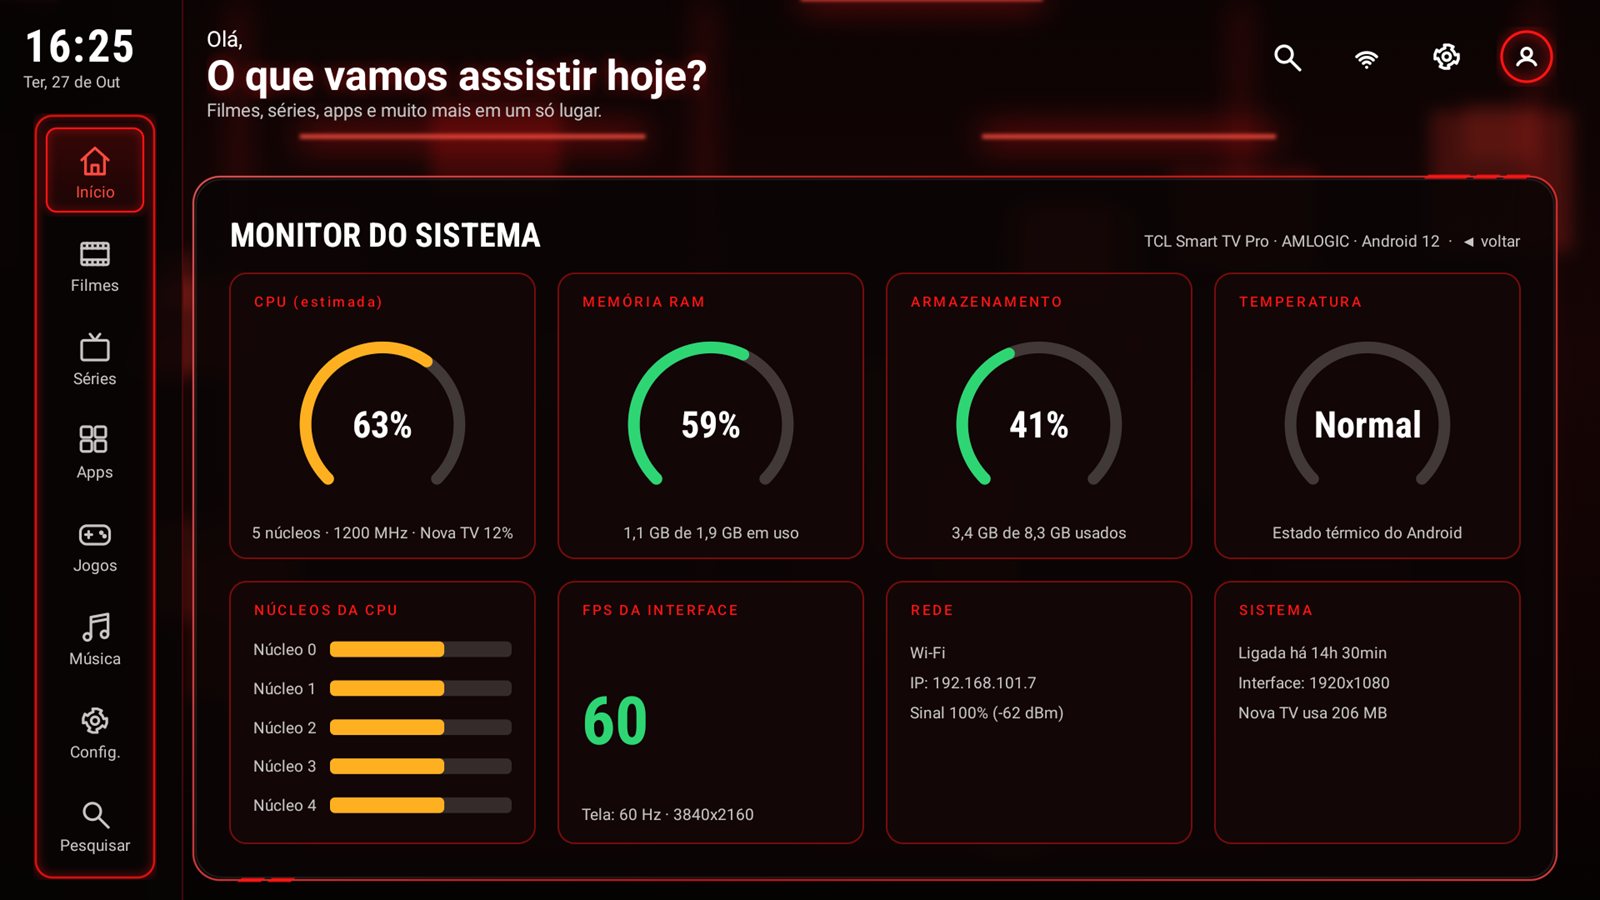 16:25
Ter, 27 de Out
Olá,
O que vamos assistir hoje?
Filmes, séries, apps e muito mais em um só lugar.
Início
Filmes
Séries
Apps
Jogos
Música
Config.
Pesquisar
MONITOR DO SISTEMA
TCL Smart TV Pro · AMLOGIC · Android 12 · ◄ voltar
CPU (estimada)
63%
5 núcleos · 1200 MHz · Nova TV 12%
MEMÓRIA RAM
59%
1,1 GB de 1,9 GB em uso
ARMAZENAMENTO
41%
3,4 GB de 8,3 GB usados
TEMPERATURA
Normal
Estado térmico do Android
NÚCLEOS DA CPU
Núcleo 0
Núcleo 1
Núcleo 2
Núcleo 3
Núcleo 4
FPS DA INTERFACE
60
Tela: 60 Hz · 3840x2160
REDE
Wi-Fi
IP: 192.168.101.7
Sinal 100% (-62 dBm)
SISTEMA
Ligada há 14h 30min
Interface: 1920x1080
Nova TV usa 206 MB